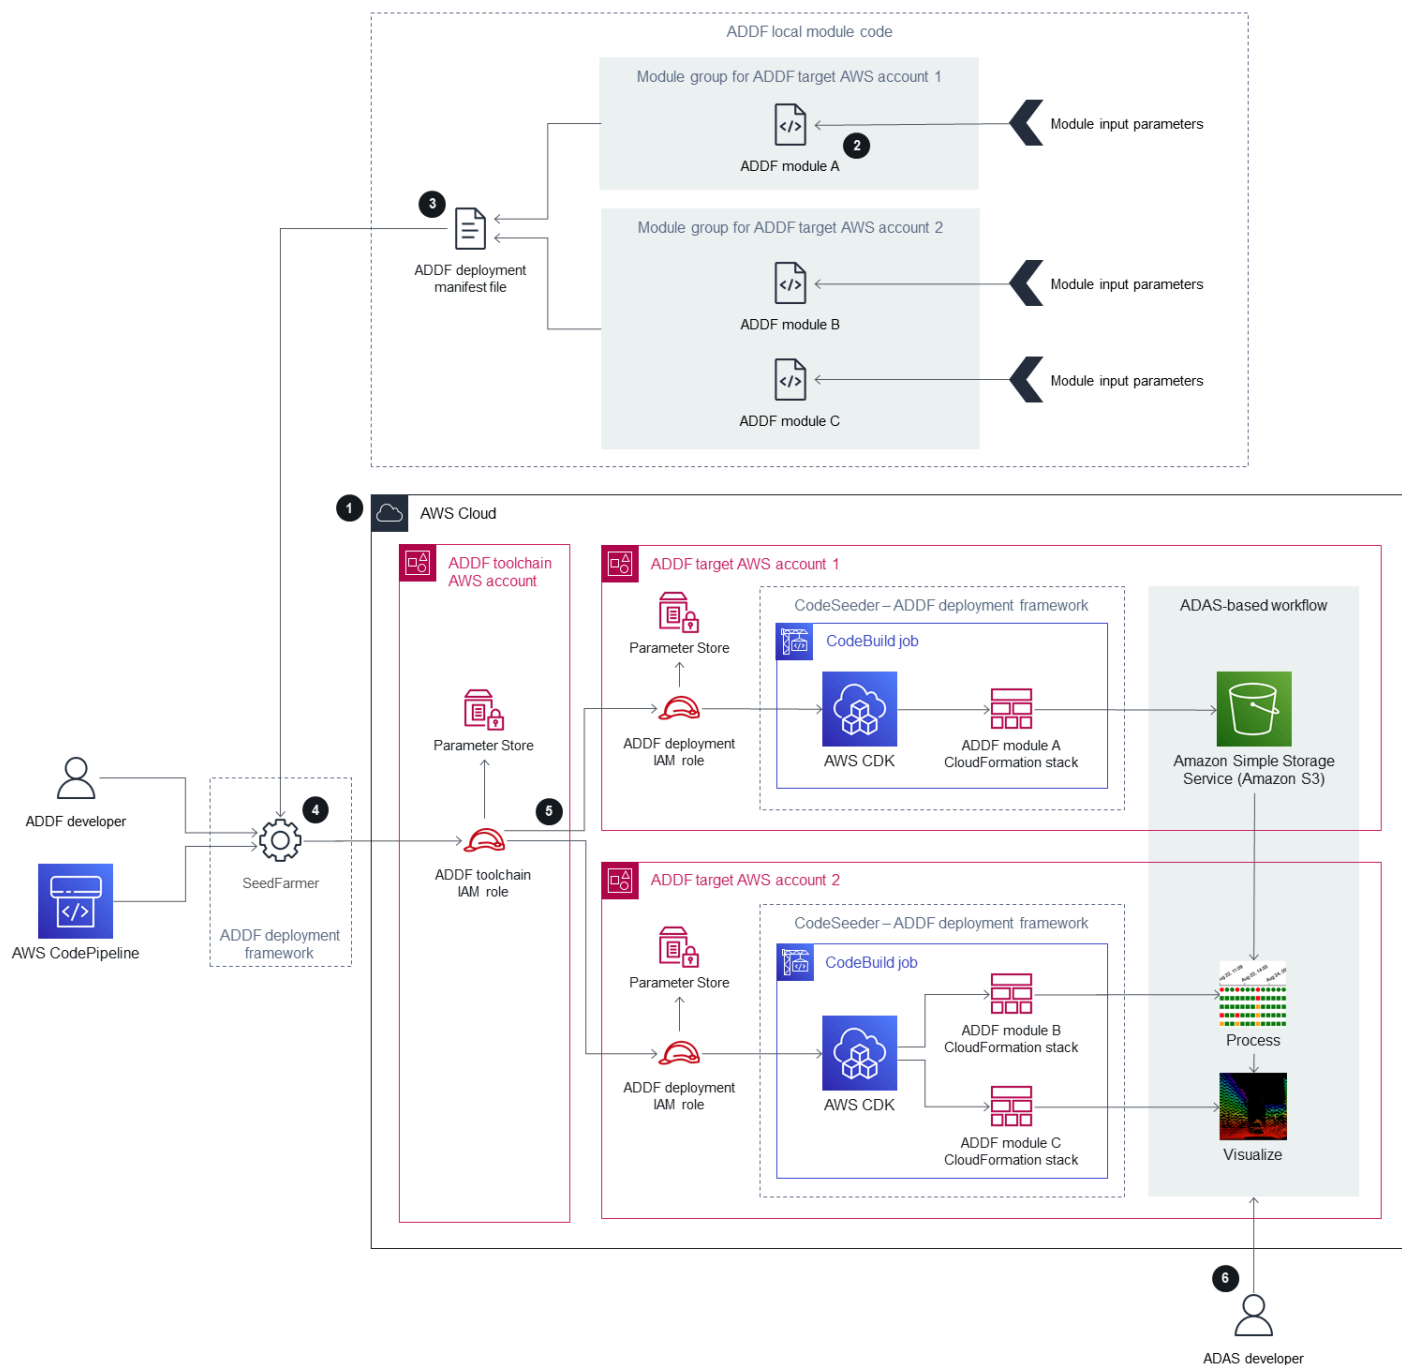 ADDF local module code
Module group for ADDF target AWS account 1
ADDF module A
2
Module input parameters
3
ADDF deployment
manifest file
Module group for ADDF target AWS account 2
ADDF module B
Module input parameters
ADDF module C
Module input parameters
1
AWS Cloud
ADDF toolchain
AWS account
Parameter Store
ADDF toolchain
IAM role
5
ADDF developer
AWS CodePipeline
4
SeedFarmer
ADDF deployment
framework
ADDF target AWS account 1
Parameter Store
ADDF deployment
IAM role
CodeSeeder – ADDF deployment framework
CodeBuild job
AWS CDK
ADDF module A
CloudFormation stack
ADAS-based workflow
Amazon Simple Storage
Service (Amazon S3)
ADDF target AWS account 2
Parameter Store
ADDF deployment
IAM role
CodeSeeder – ADDF deployment framework
CodeBuild job
AWS CDK
ADDF module B
CloudFormation stack
ADDF module C
CloudFormation stack
Aug 22, 14:55
Process
Visualize
6
ADAS developer